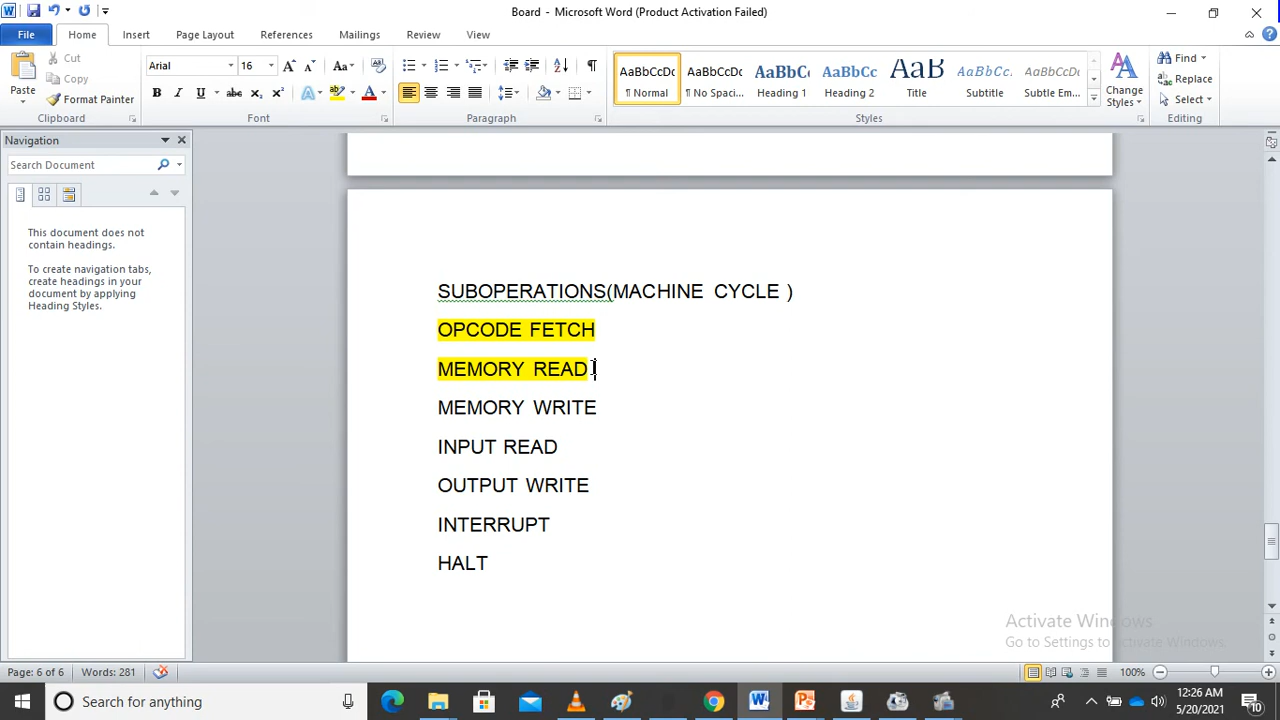 Board - Microsoft Word (Product Activation Failed)
File Home Insert Page Layout References Mailings Review View
Paste
Cut
Copy
Format Painter
Clipboard
Arial 16
Font
Paragraph
AaBbCcDc AaBbCcDc AaBbC AaBbCc AaB AaBbCc. AaBbCcDc
¶ Normal ¶ No Spaci... Heading 1 Heading 2 Title Subtitle Subtle Em...
Change Styles
Styles
Find
Replace
Select
Editing
Navigation
Search Document
This document does not
contain headings.
To create navigation tabs,
create headings in your
document by applying
Heading Styles.
SUBOPERATIONS(MACHINE CYCLE )
OPCODE FETCH
MEMORY READ
MEMORY WRITE
INPUT READ
OUTPUT WRITE
INTERRUPT
HALT
Activate Windows
Go to Settings to activate Windows.
Page: 6 of 6 Words: 281
100%
Search for anything
12:26 AM
5/20/2021
10